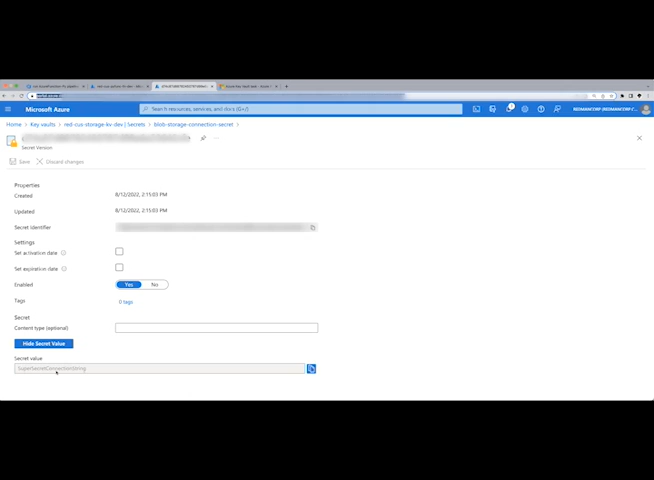 Microsoft Azure
Search resources, services, and docs (G+/)
Home > Key vaults > red-cus-storage-kv-dev | Secrets > blob-storage-connection-secret >
Secret Version
Save Discard changes
Properties
Created 8/12/2022, 2:15:03 PM
Updated 8/12/2022, 2:15:03 PM
Secret Identifier
Settings
Set activation date
Set expiration date
Enabled Yes No
Tags 0 tags
Secret
Content type (optional)
Hide Secret Value
Secret value
SuperSecretConnectionString